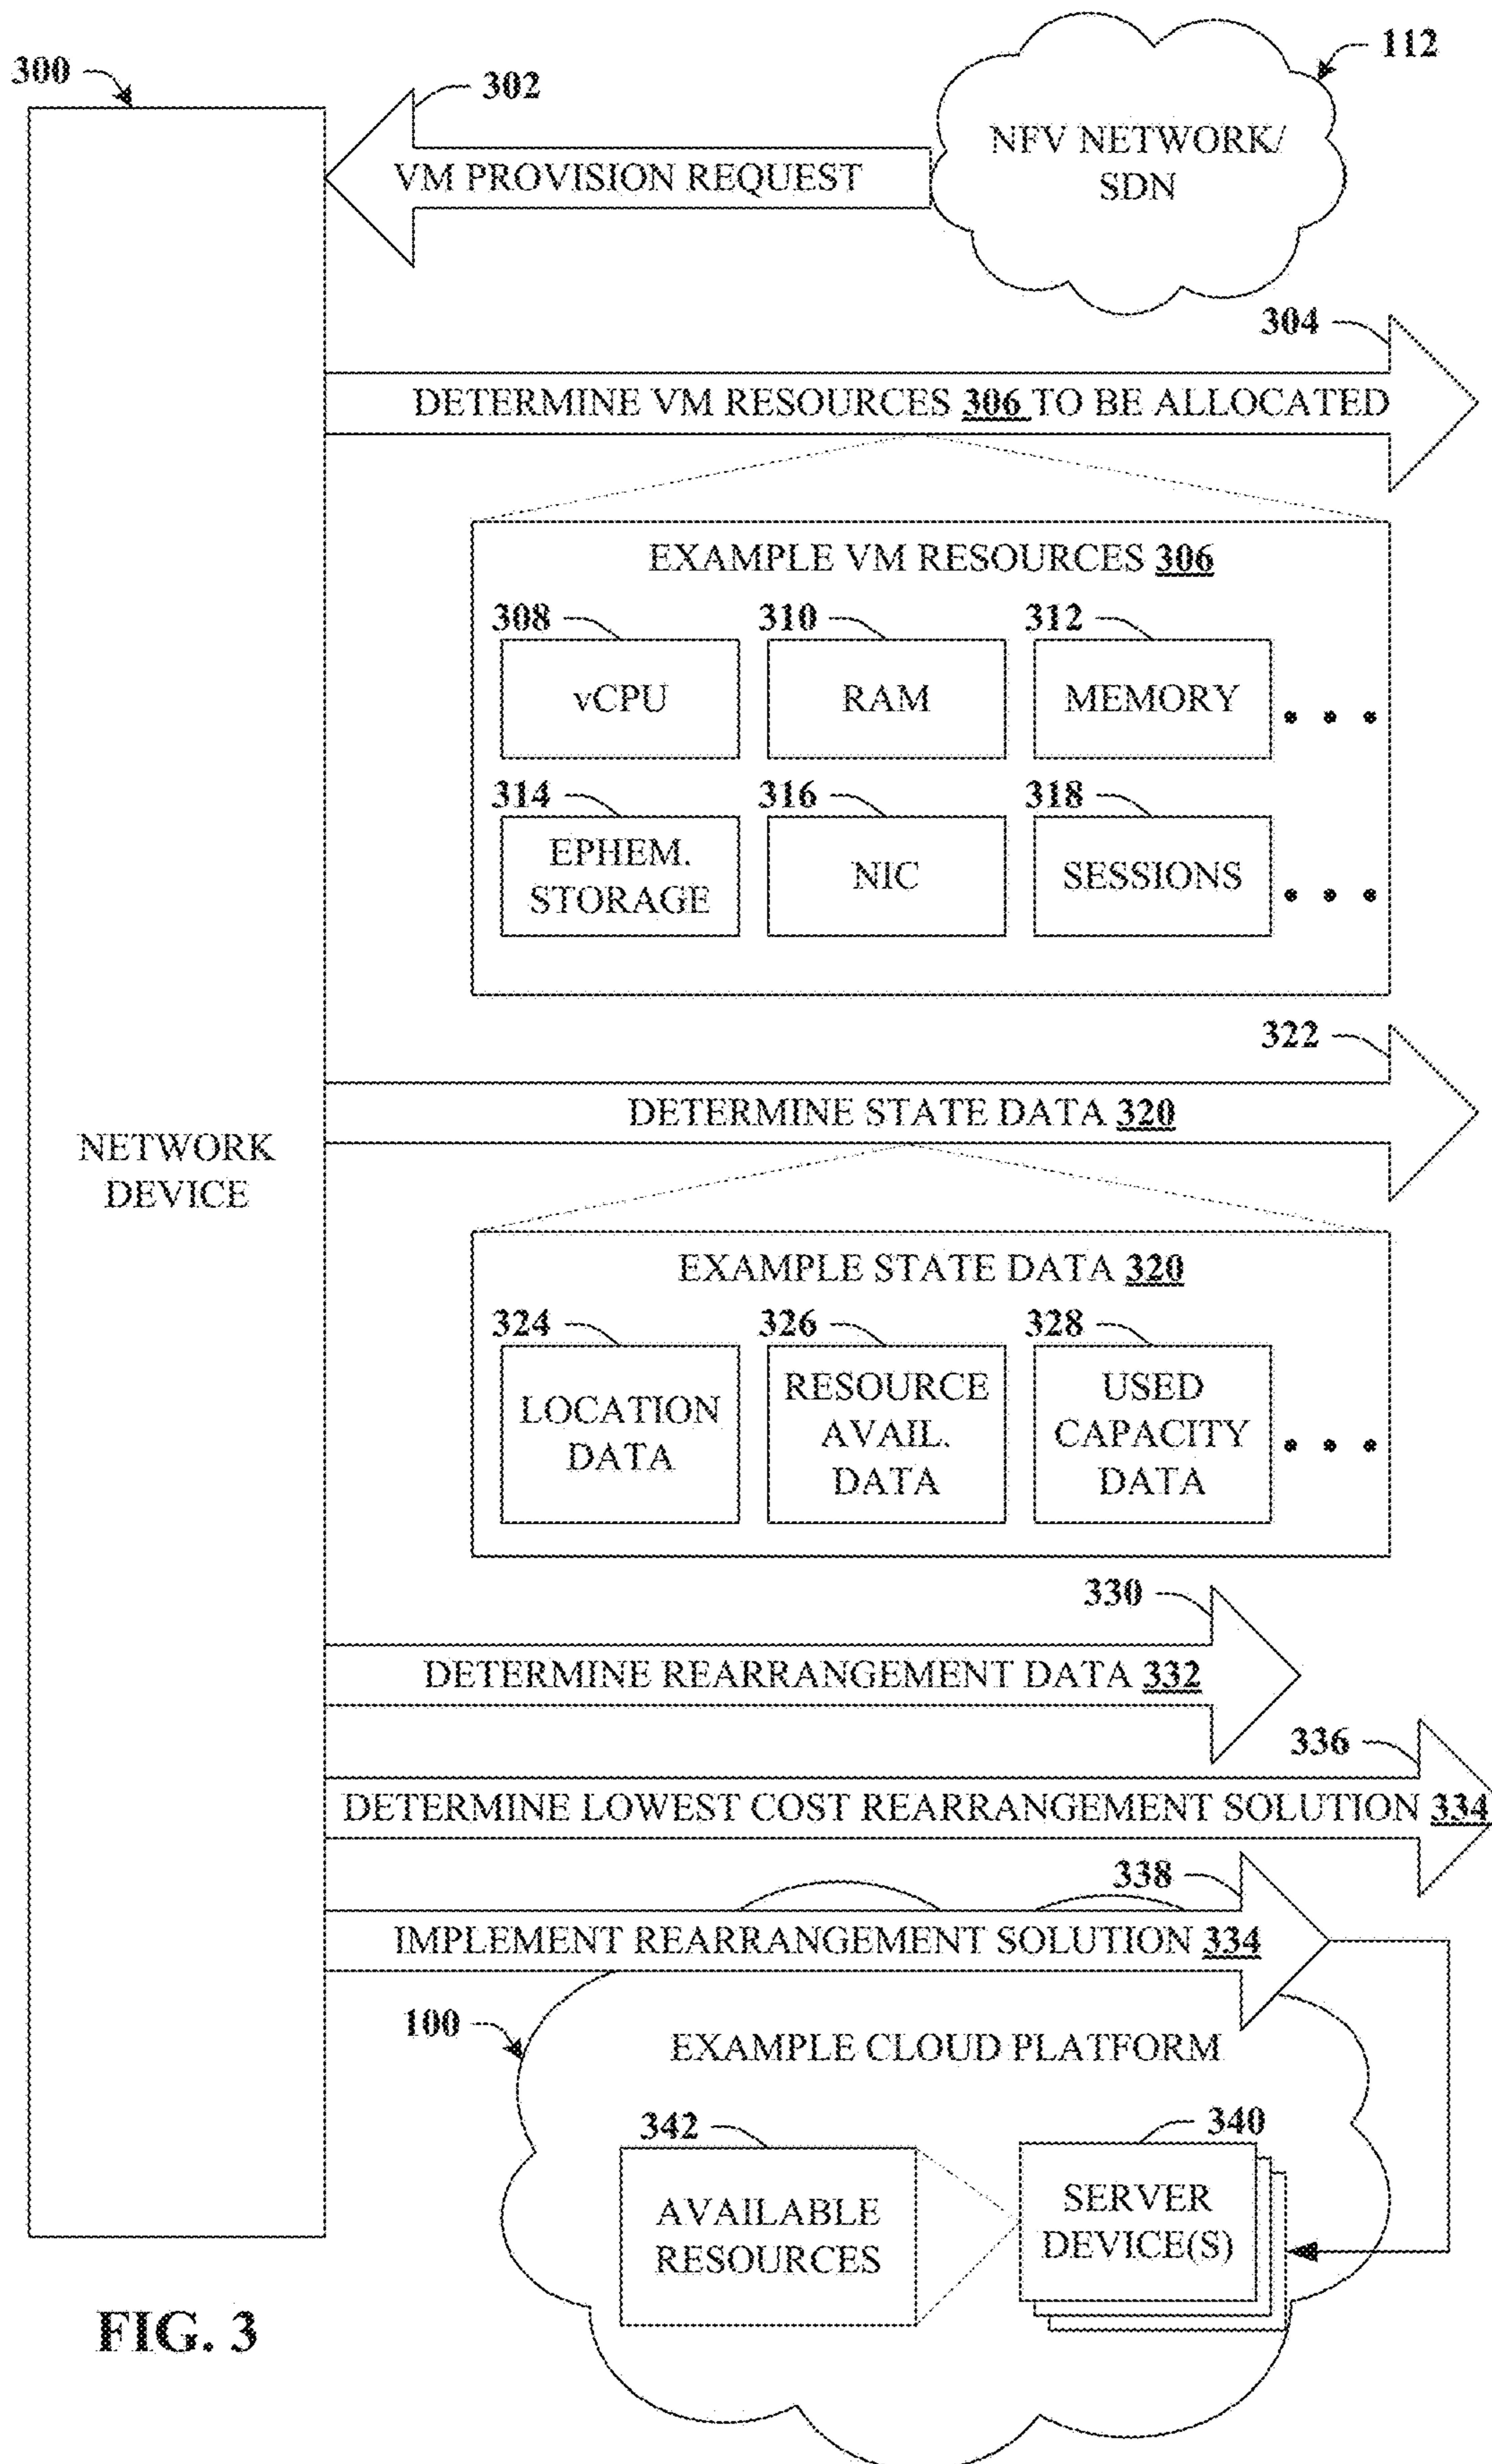 300
302
112
NFV NETWORK/
SDN
VM PROVISION REQUEST
304
DETERMINE VM RESOURCES 306 TO BE ALLOCATED
EXAMPLE VM RESOURCES 306
308
310
312
vCPU
RAM
MEMORY
• • •
314
316
318
EPHEM.
STORAGE
NIC
SESSIONS
• • •
322
DETERMINE STATE DATA 320
NETWORK
DEVICE
EXAMPLE STATE DATA 320
324
326
328
LOCATION
DATA
RESOURCE
AVAIL.
DATA
USED
CAPACITY
DATA
• • •
330
DETERMINE REARRANGEMENT DATA 332
336
DETERMINE LOWEST COST REARRANGEMENT SOLUTION 334
338
IMPLEMENT REARRANGEMENT SOLUTION 334
100
EXAMPLE CLOUD PLATFORM
342
340
AVAILABLE
RESOURCES
SERVER
DEVICE(S)
FIG. 3